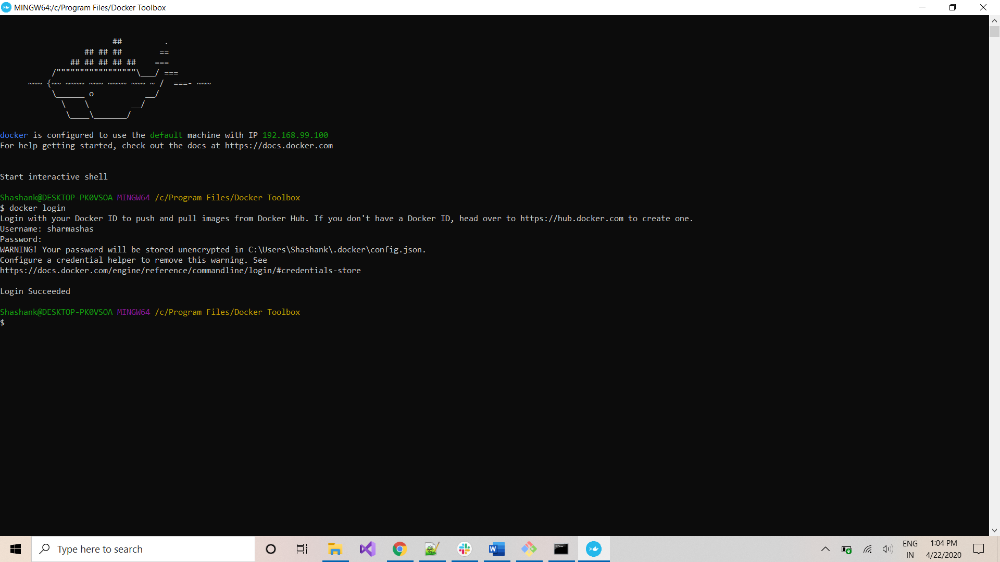 MINGW64:/c/Program Files/Docker Toolbox
                        ##         .
                  ## ## ##        ==
               ## ## ## ## ##    ===
           /"""""""""""""""""\___/ ===
      ~~~ {~~ ~~~~ ~~~ ~~~~ ~~~ ~ /  ===- ~~~
           \______ o           __/
             \    \         __/
              \____\_______/
docker is configured to use the default machine with IP 192.168.99.100
For help getting started, check out the docs at https://docs.docker.com
Start interactive shell
Shashank@DESKTOP-PK0VSOA MINGW64 /c/Program Files/Docker Toolbox
$ docker login
Login with your Docker ID to push and pull images from Docker Hub. If you don't have a Docker ID, head over to https://hub.docker.com to create one.
Username: sharmashas
Password:
WARNING! Your password will be stored unencrypted in C:\Users\Shashank\.docker\config.json.
Configure a credential helper to remove this warning. See
https://docs.docker.com/engine/reference/commandline/login/#credentials-store
Login Succeeded
Shashank@DESKTOP-PK0VSOA MINGW64 /c/Program Files/Docker Toolbox
$
Type here to search
ENG
IN
1:04 PM
4/22/2020